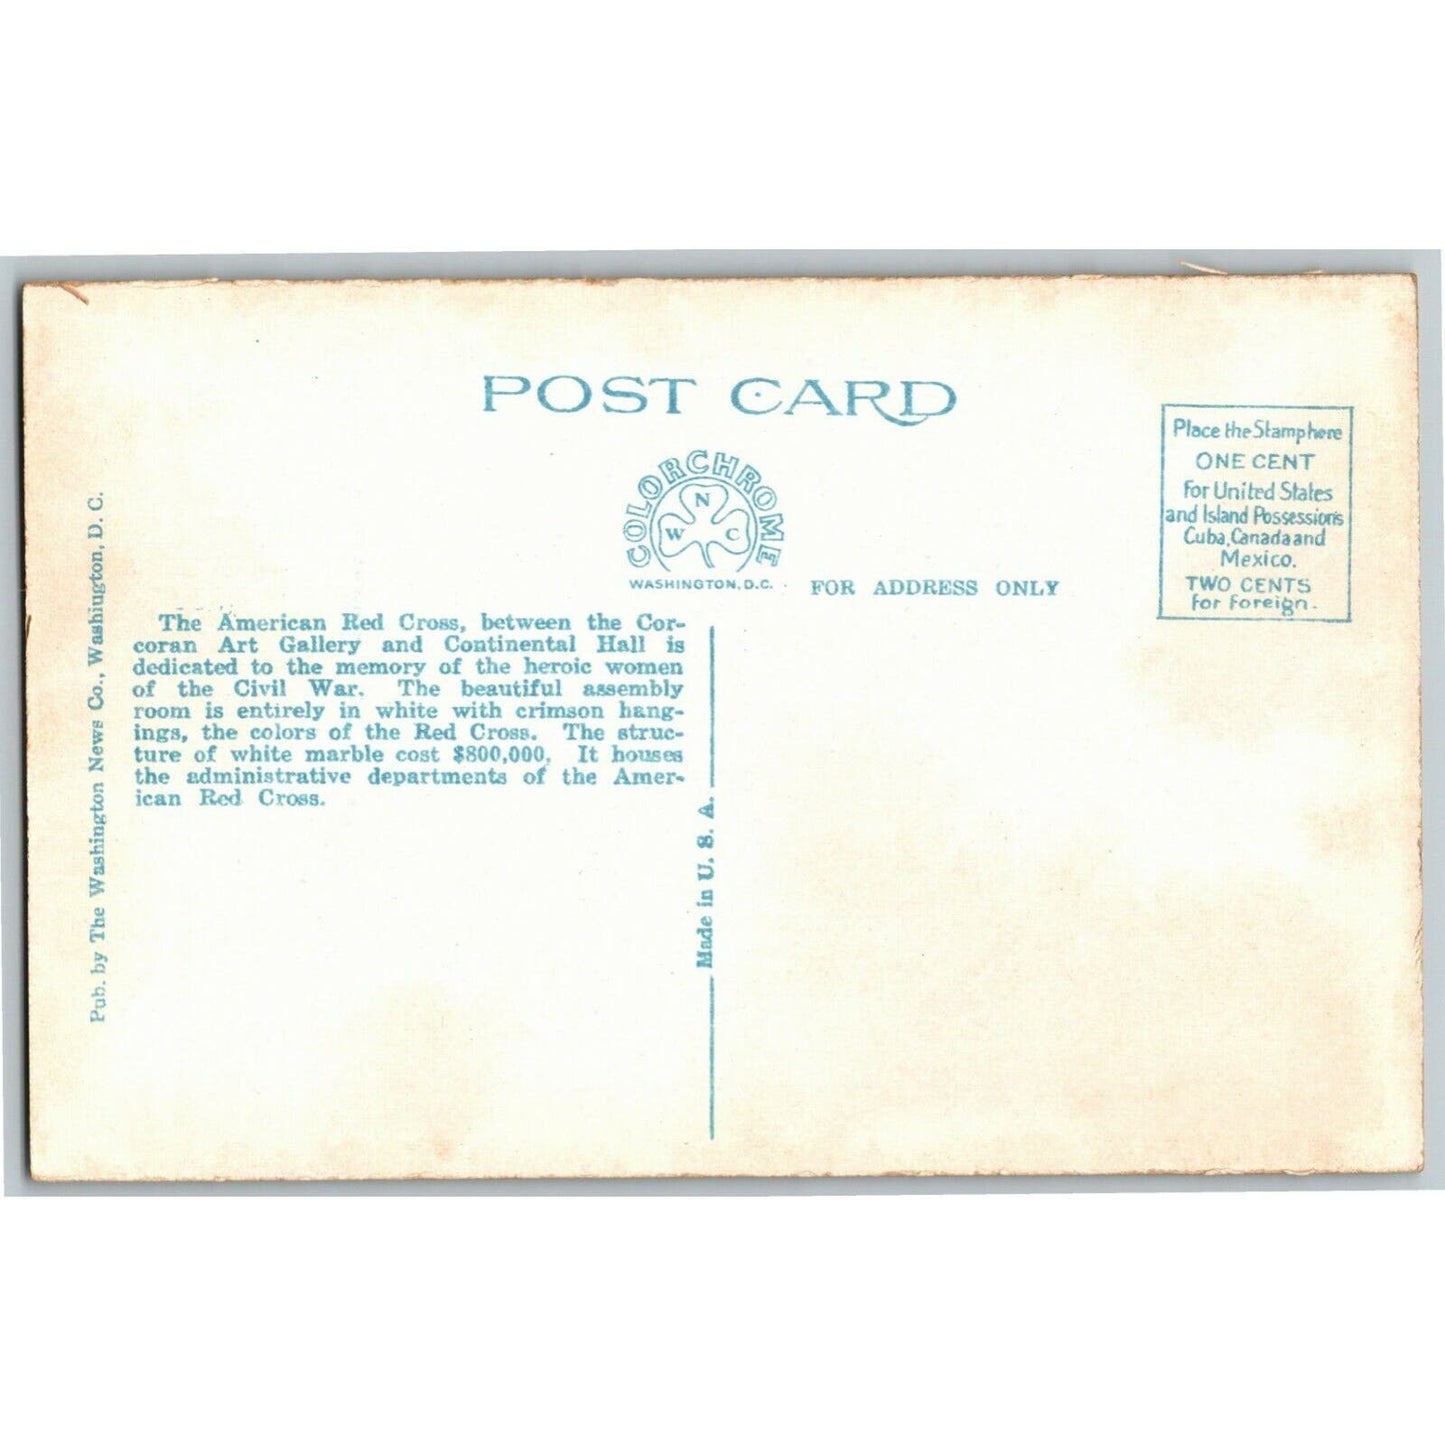 POST CARD
COLORCHROME
N
W C
WASHINGTON, D.C.
FOR ADDRESS ONLY
Place the Stamp here
ONE CENT
for United States
and Island Possessions
Cuba, Canada and
Mexico.
TWO CENTS
for foreign.
The American Red Cross, between the Cor-
coran Art Gallery and Continental Hall is
dedicated to the memory of the heroic women
of the Civil War. The beautiful assembly
room is entirely in white with crimson hang-
ings, the colors of the Red Cross. The struc-
ture of white marble cost $800,000. It houses
the administrative departments of the Amer-
ican Red Cross.
Pub. by The Washington News Co., Washiugton, D. C.
Made in U. S. A.